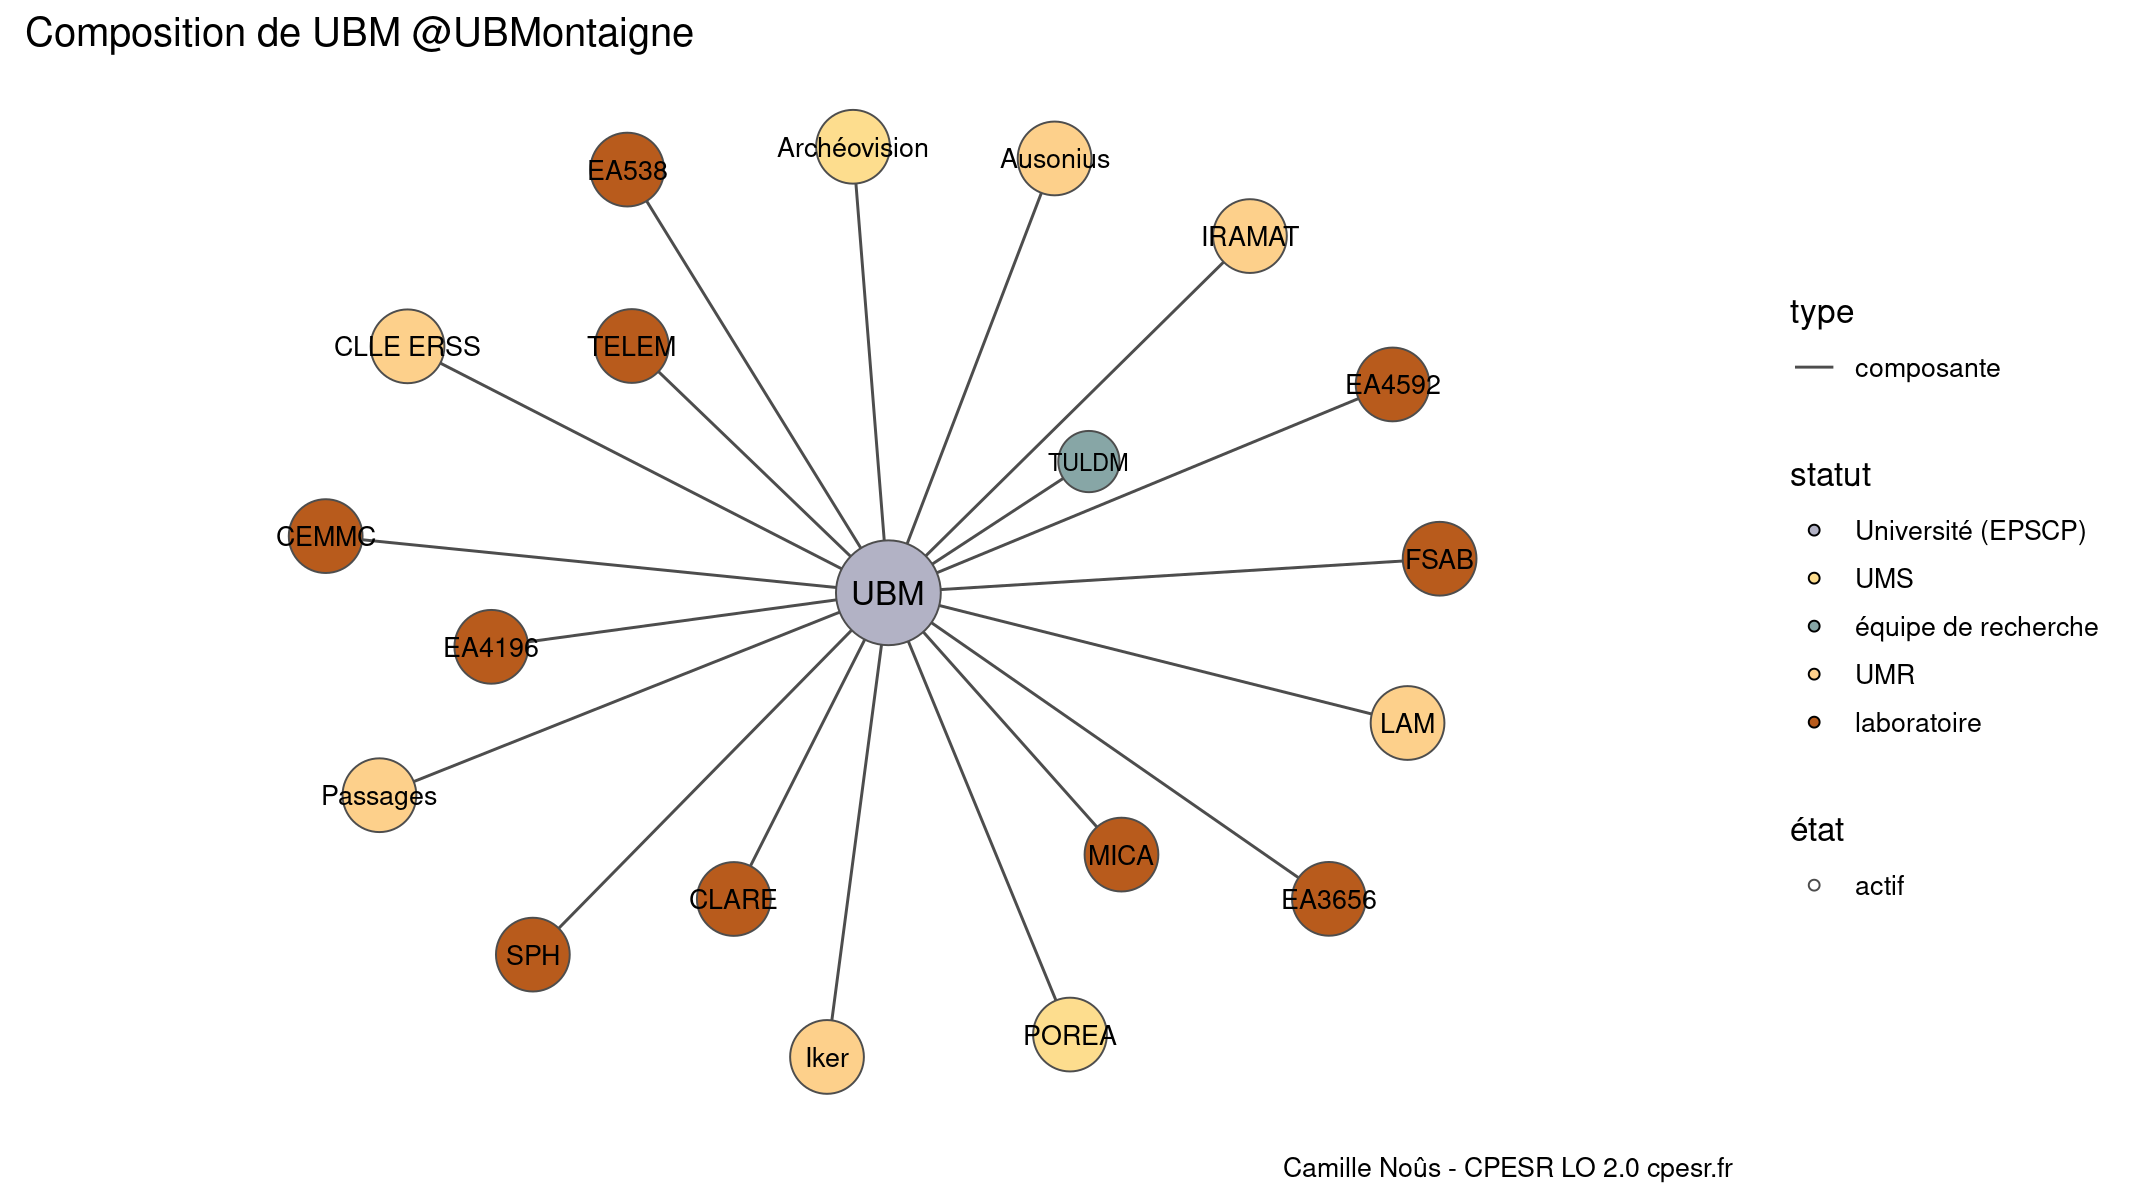 Composition de UBM @UBMontaigne
Archéovision
Ausonius
EA538
IRAMAT
CLLE ERSS
TELEM
EA4592
TULDM
CEMMC
FSAB
UBM
EA4196
LAM
Passages
MICA
CLARE
EA3656
SPH
POREA
Iker
type
composante
statut
Université (EPSCP)
UMS
équipe de recherche
UMR
laboratoire
état
actif
Camille Noûs - CPESR LO 2.0 cpesr.fr